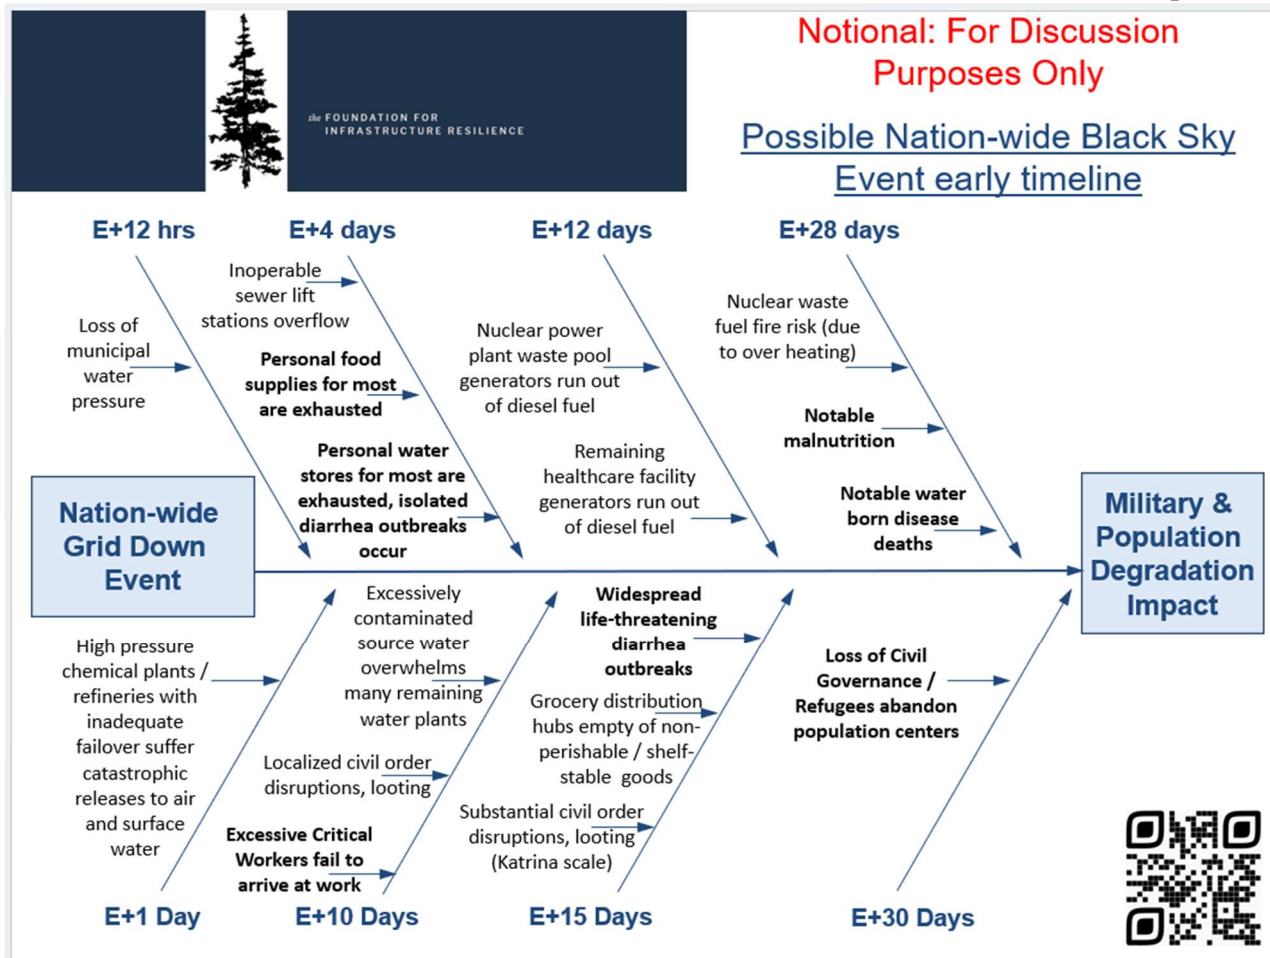 the FOUNDATION FOR
INFRASTRUCTURE RESILIENCE
Notional: For Discussion
Purposes Only
Possible Nation-wide Black Sky
Event early timeline
E+12 hrs
Loss of
municipal
water
pressure
E+4 days
Inoperable
sewer lift
stations overflow
Personal food
supplies for most
are exhausted
Personal water
stores for most are
exhausted, isolated
diarrhea outbreaks
occur
E+12 days
Nuclear power
plant waste pool
generators run out
of diesel fuel
Remaining
healthcare facility
generators run out
of diesel fuel
E+28 days
Nuclear waste
fuel fire risk (due
to over heating)
Notable
malnutrition
Notable water
born disease
deaths
Nation-wide
Grid Down
Event
Military &
Population
Degradation
Impact
High pressure
chemical plants /
refineries with
inadequate
failover suffer
catastrophic
releases to air
and surface
water
E+1 Day
Excessively
contaminated
source water
overwhelms
many remaining
water plants
Localized civil order
disruptions, looting
Excessive Critical
Workers fail to
arrive at work
E+10 Days
Widespread
life-threatening
diarrhea
outbreaks
Grocery distribution
hubs empty of non-
perishable / shelf-
stable goods
Substantial civil order
disruptions, looting
(Katrina scale)
E+15 Days
Loss of Civil
Governance /
Refugees abandon
population centers
E+30 Days